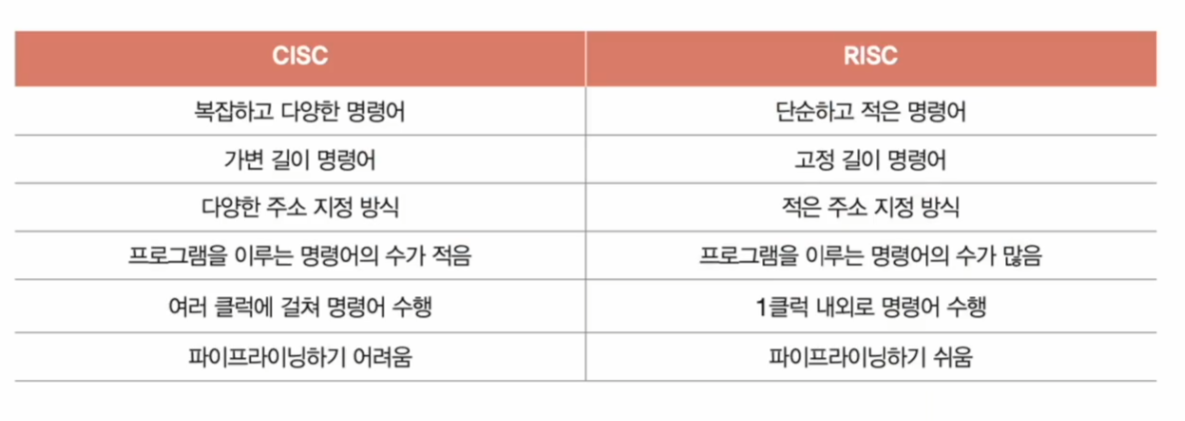 CISC RISC
복잡하고 다양한 명령어 단순하고 적은 명령어
가변 길이 명령어 고정 길이 명령어
다양한 주소 지정 방식 적은 주소 지정 방식
프로그램을 이루는 명령어의 수가 적음 프로그램을 이루는 명령어의 수가 많음
여러 클럭에 걸쳐 명령어 수행 1클럭 내외로 명령어 수행
파이프라이닝하기 어려움 파이프라이닝하기 쉬움